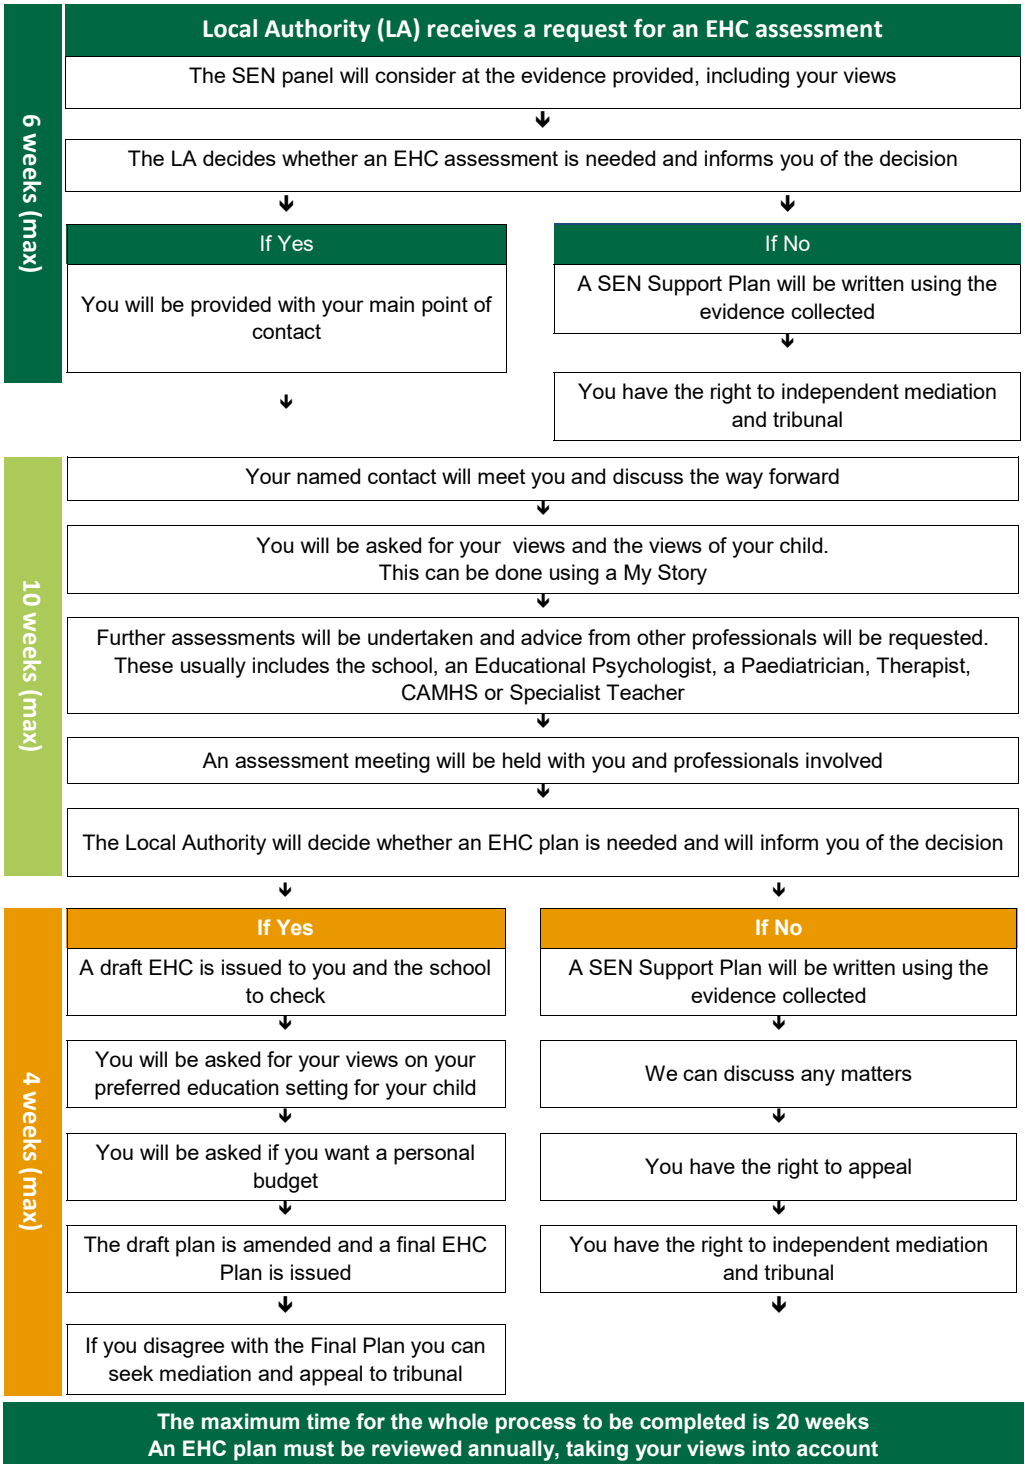 Local Authority (LA) receives a request for an EHC assessment
The SEN panel will consider at the evidence provided, including your views
6 weeks (max)
The LA decides whether an EHC assessment is needed and informs you of the decision
If Yes
You will be provided with your main point of
contact
If No
A SEN Support Plan will be written using the
evidence collected
You have the right to independent mediation
and tribunal
10 weeks (max)
Your named contact will meet you and discuss the way forward
You will be asked for your  views and the views of your child.
This can be done using a My Story
Further assessments will be undertaken and advice from other professionals will be requested.
These usually includes the school, an Educational Psychologist, a Paediatrician, Therapist,
CAMHS or Specialist Teacher
An assessment meeting will be held with you and professionals involved
The Local Authority will decide whether an EHC plan is needed and will inform you of the decision
4 weeks (max)
If Yes
A draft EHC is issued to you and the school
to check
You will be asked for your views on your
preferred education setting for your child
You will be asked if you want a personal
budget
The draft plan is amended and a final EHC
Plan is issued
If you disagree with the Final Plan you can
seek mediation and appeal to tribunal
If No
A SEN Support Plan will be written using the
evidence collected
We can discuss any matters
You have the right to appeal
You have the right to independent mediation
and tribunal
The maximum time for the whole process to be completed is 20 weeks
An EHC plan must be reviewed annually, taking your views into account